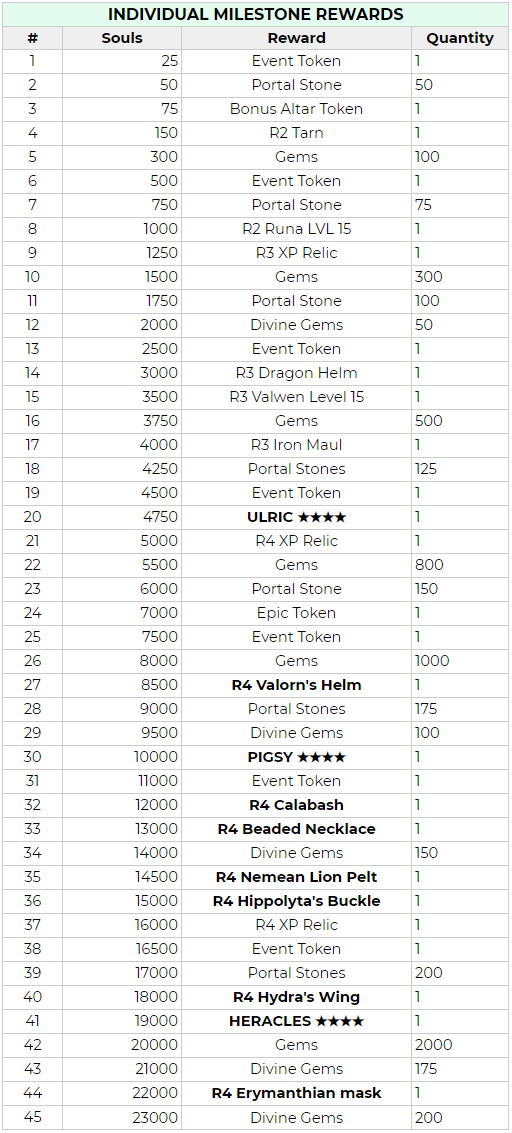 INDIVIDUAL MILESTONE REWARDS
# Souls Reward Quantity
1 25 Event Token 1
2 50 Portal Stone 50
3 75 Bonus Altar Token 1
4 150 R2 Tarn 1
5 300 Gems 100
6 500 Event Token 1
7 750 Portal Stone 75
8 1000 R2 Runa LVL 15 1
9 1250 R3 XP Relic 1
10 1500 Gems 300
11 1750 Portal Stone 100
12 2000 Divine Gems 50
13 2500 Event Token 1
14 3000 R3 Dragon Helm 1
15 3500 R3 Valwen Level 15 1
16 3750 Gems 500
17 4000 R3 Iron Maul 1
18 4250 Portal Stones 125
19 4500 Event Token 1
20 4750 ULRIC ★★★★ 1
21 5000 R4 XP Relic 1
22 5500 Gems 800
23 6000 Portal Stone 150
24 7000 Epic Token 1
25 7500 Event Token 1
26 8000 Gems 1000
27 8500 R4 Valorn's Helm 1
28 9000 Portal Stones 175
29 9500 Divine Gems 100
30 10000 PIGSY ★★★★ 1
31 11000 Event Token 1
32 12000 R4 Calabash 1
33 13000 R4 Beaded Necklace 1
34 14000 Divine Gems 150
35 14500 R4 Nemean Lion Pelt 1
36 15000 R4 Hippolyta's Buckle 1
37 16000 R4 XP Relic 1
38 16500 Event Token 1
39 17000 Portal Stones 200
40 18000 R4 Hydra's Wing 1
41 19000 HERACLES ★★★★ 1
42 20000 Gems 2000
43 21000 Divine Gems 175
44 22000 R4 Erymanthian mask 1
45 23000 Divine Gems 200